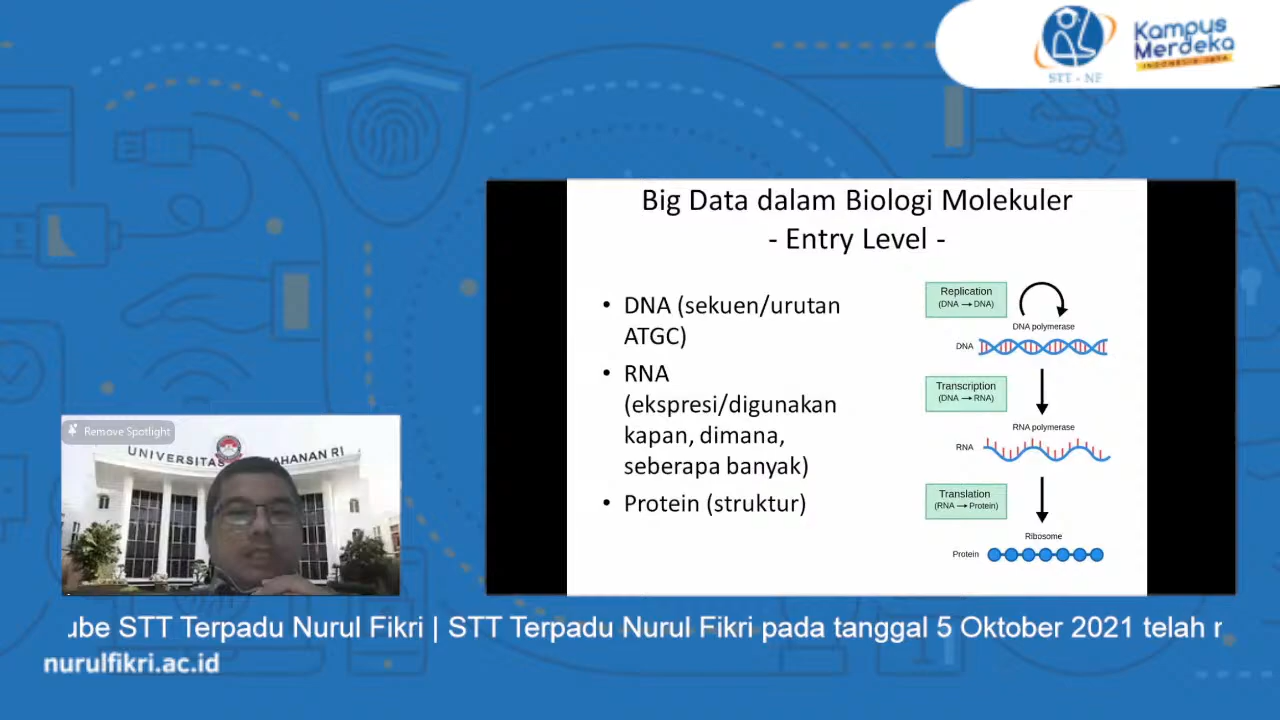 STT - NF
Kampus
Merdeka
INDONESIA JAYA
Big Data dalam Biologi Molekuler
- Entry Level -
• DNA (sekuen/urutan
ATGC)
• RNA
(ekspresi/digunakan
kapan, dimana,
seberapa banyak)
• Protein (struktur)
Replication
(DNA → DNA)
DNA polymerase
DNA
Transcription
(DNA → RNA)
RNA polymerase
RNA
Translation
(RNA → Protein)
Ribosome
Protein
Remove Spotlight
UNIVERSITAS AHANAN RI
ube STT Terpadu Nurul Fikri | STT Terpadu Nurul Fikri pada tanggal 5 Oktober 2021 telah r
nurulfikri.ac.id